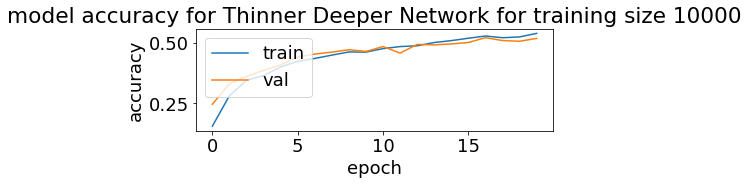 model accuracy for Thinner Deeper Network for training size 10000
accuracy
0.50
0.25
train
val
0 5 10 15
epoch